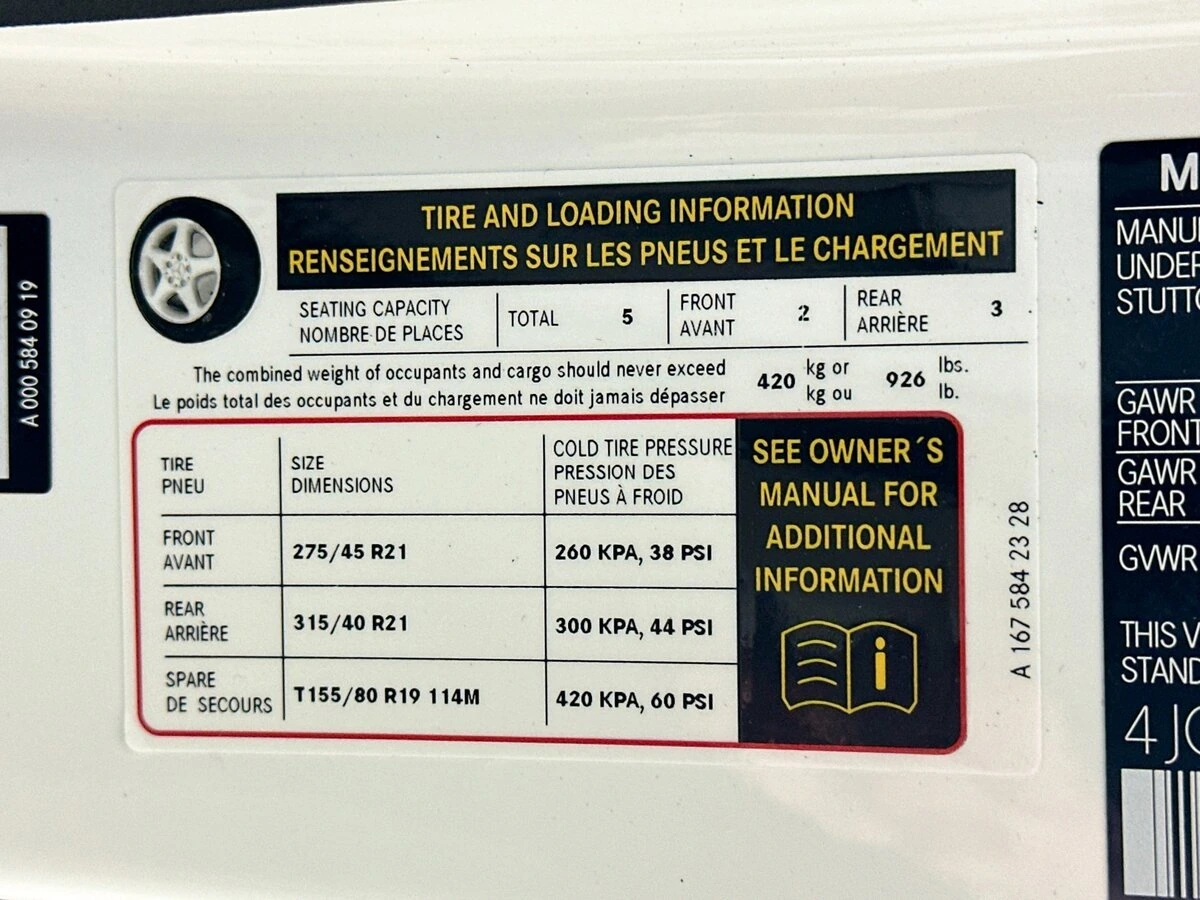 A 000 584 09 19
TIRE AND LOADING INFORMATION
RENSEIGNEMENTS SUR LES PNEUS ET LE CHARGEMENT
SEATING CAPACITY
NOMBRE DE PLACES
TOTAL 5
FRONT
AVANT
2
REAR
ARRIÈRE
3
The combined weight of occupants and cargo should never exceed
Le poids total des occupants et du chargement ne doit jamais dépasser
420
kg or
kg ou
926
lbs.
lb.
TIRE
PNEU
SIZE
DIMENSIONS
COLD TIRE PRESSURE
PRESSION DES
PNEUS À FROID
FRONT
AVANT
275/45 R21
260 KPA, 38 PSI
REAR
ARRIÈRE
315/40 R21
300 KPA, 44 PSI
SPARE
DE SECOURS
T155/80 R19 114M
420 KPA, 60 PSI
SEE OWNER´S
MANUAL FOR
ADDITIONAL
INFORMATION
i
A 167 584 23 28
M
MANU
UNDER
STUTT
GAWR
FRONT
GAWR
REAR
GVWR
THIS V
STAND
4 J